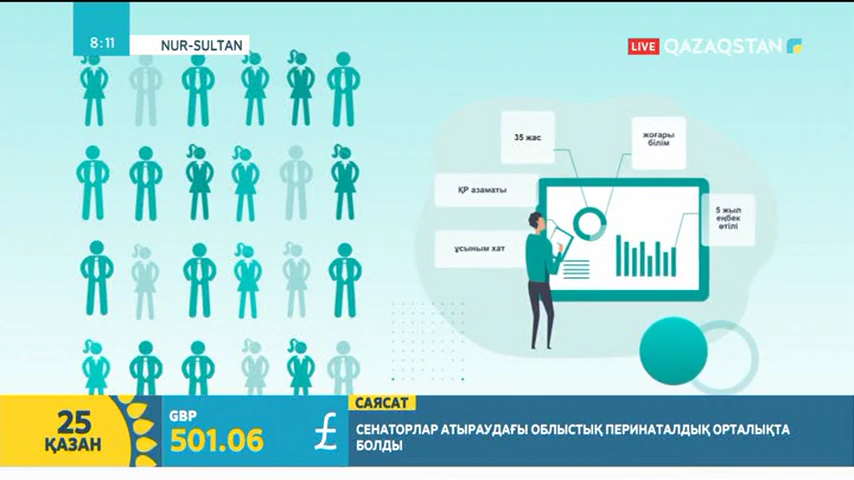 8:11
NUR-SULTAN
LIVE QAZAQSTAN
35 жас
жоғары
білім
ҚР азаматы
5 жыл
еңбек
өтілі
ұсыным хат
25
ҚАЗАН
GBP
501.06
£
САЯСАТ
СЕНАТОРЛАР АТЫРАУДАҒЫ ОБЛЫСТЫҚ ПЕРИНАТАЛДЫҚ ОРТАЛЫҚТА
БОЛДЫ